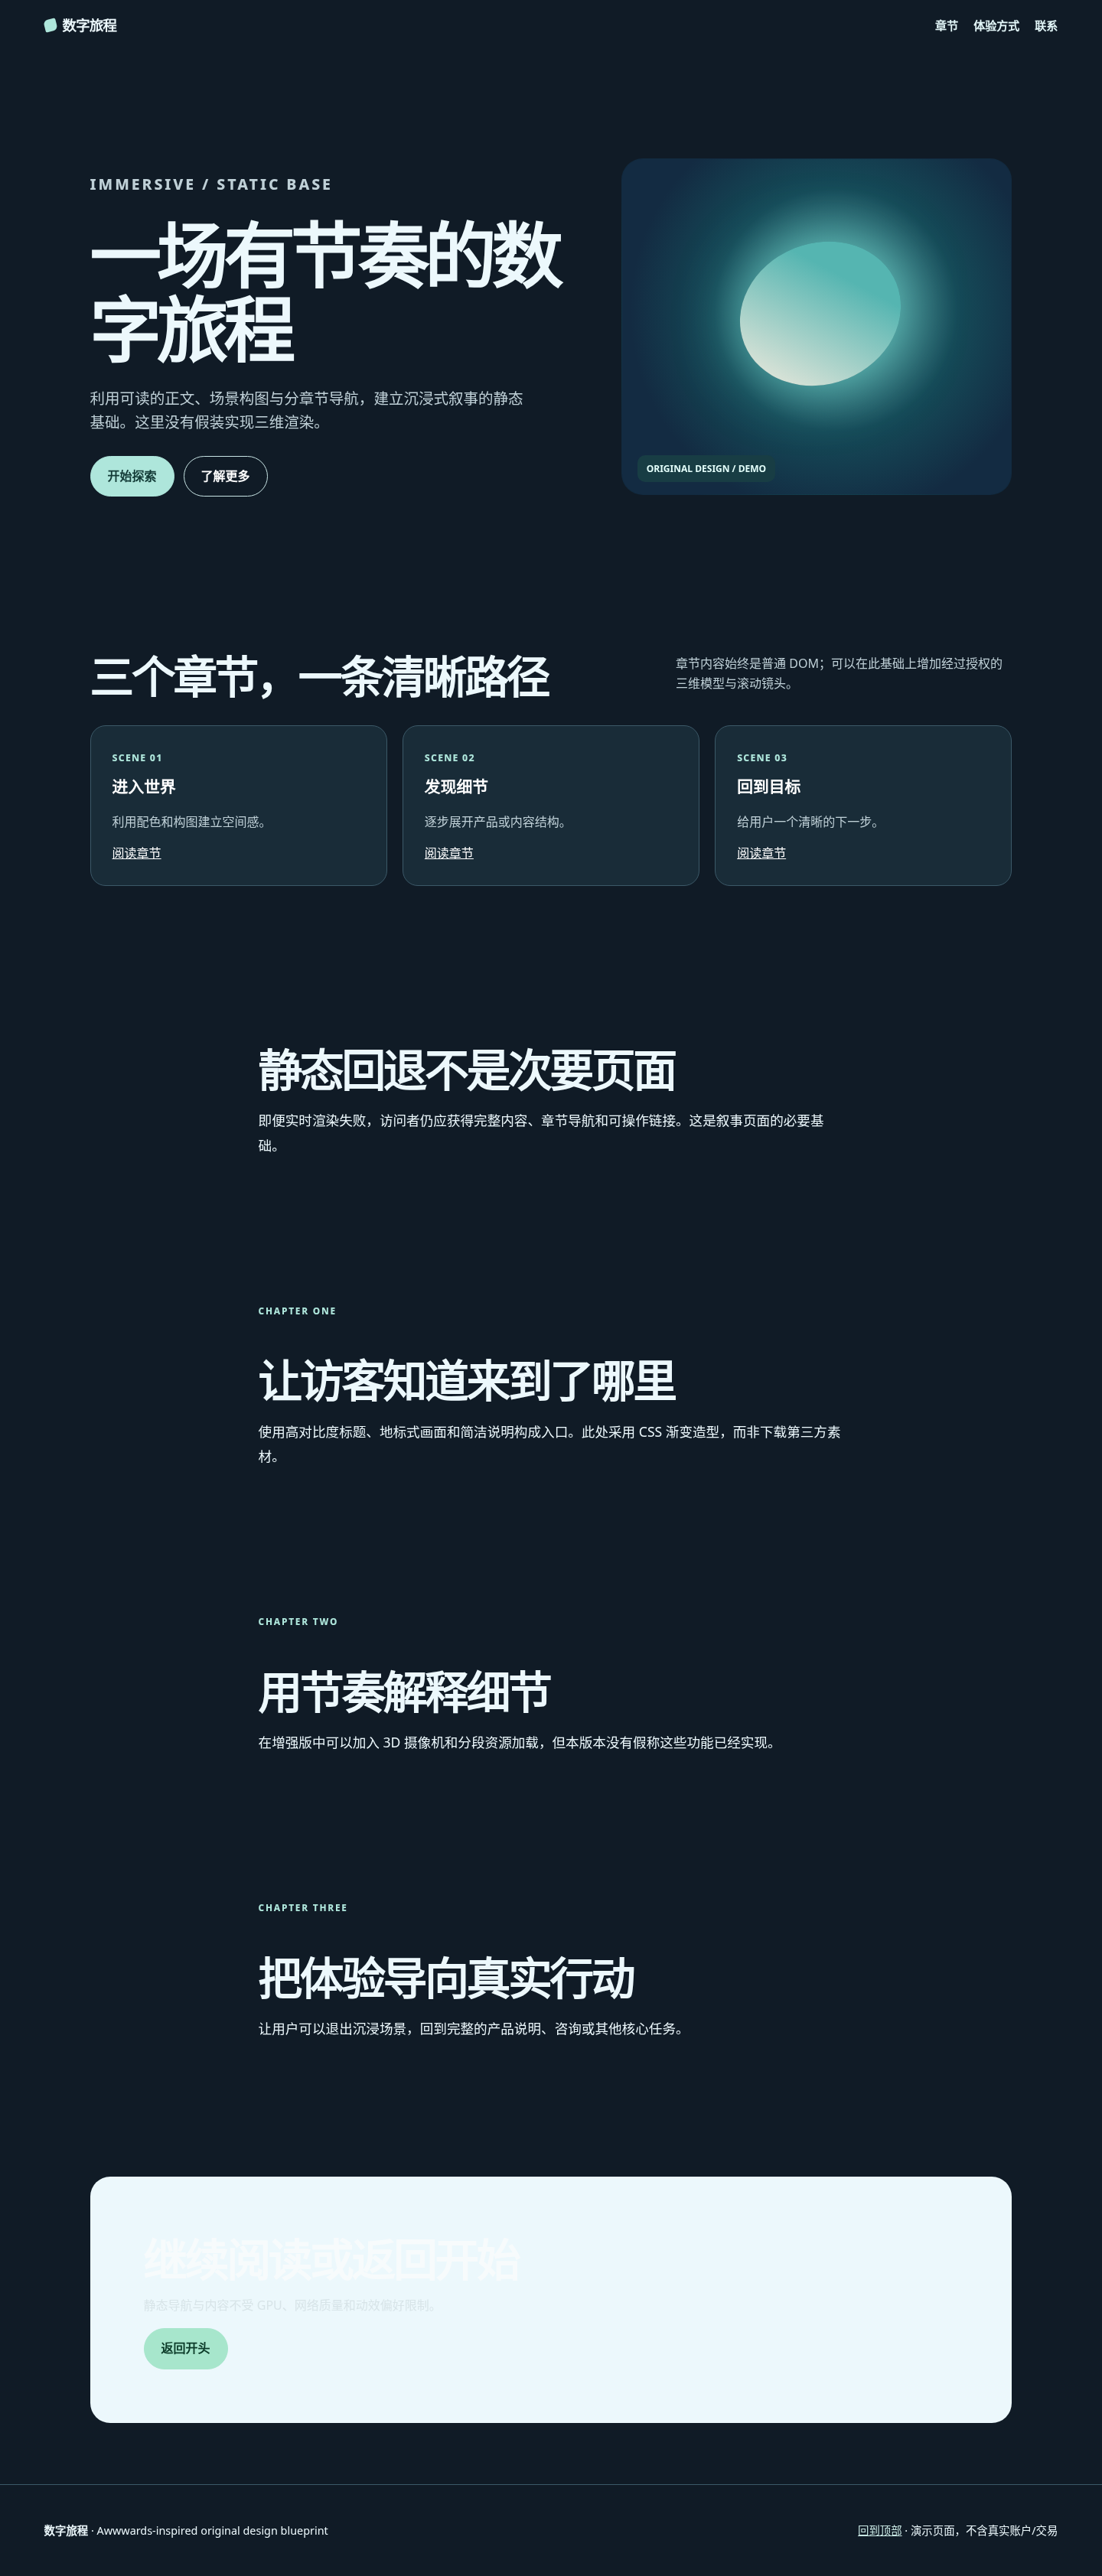 数字旅程
章节 体验方式 联系
IMMERSIVE / STATIC BASE
一场有节奏的数
字旅程
利用可读的正文、场景构图与分章节导航，建立沉浸式叙事的静态
基础。这里没有假装实现三维渲染。
开始探索 了解更多
ORIGINAL DESIGN / DEMO
三个章节，一条清晰路径
章节内容始终是普通 DOM；可以在此基础上增加经过授权的
三维模型与滚动镜头。
SCENE 01
进入世界
利用配色和构图建立空间感。
阅读章节
SCENE 02
发现细节
逐步展开产品或内容结构。
阅读章节
SCENE 03
回到目标
给用户一个清晰的下一步。
阅读章节
静态回退不是次要页面
即便实时渲染失败，访问者仍应获得完整内容、章节导航和可操作链接。这是叙事页面的必要基
础。
CHAPTER ONE
让访客知道来到了哪里
使用高对比度标题、地标式画面和简洁说明构成入口。此处采用 CSS 渐变造型，而非下载第三方素
材。
CHAPTER TWO
用节奏解释细节
在增强版中可以加入 3D 摄像机和分段资源加载，但本版本没有假称这些功能已经实现。
CHAPTER THREE
把体验导向真实行动
让用户可以退出沉浸场景，回到完整的产品说明、咨询或其他核心任务。
继续阅读或返回开始
静态导航与内容不受 GPU、网络质量和动效偏好限制。
返回开头
数字旅程 · Awwwards-inspired original design blueprint
回到顶部 · 演示页面，不含真实账户/交易